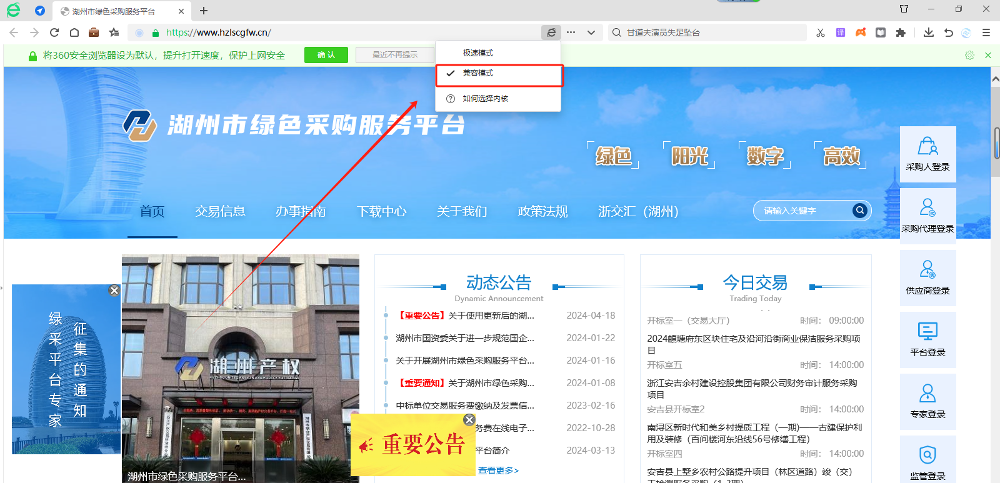 湖州市绿色采购服务平台
https://www.hzlscgfw.cn/
甘道夫演员失足坠台
译
将360安全浏览器设为默认，提升打开速度，保护上网安全
确 认
最近不再提示
极速模式
兼容模式
如何选择内核
湖州市绿色采购服务平台
绿色
阳光
数字
高效
首页
交易信息
办事指南
下载中心
关于我们
政策法规
浙交汇（湖州）
请输入关键字
采购人登录
采购代理登录
供应商登录
平台登录
专家登录
监管登录
征集的通知
绿采平台专家
湖州产权
HUZHOU UNITED ASSETS AND EQUITY EXCHANGE
湖州市绿色采购服务平台...
动态公告
Dynamic Announcement
【重要公告】关于使用更新后的湖... 2024-04-18
湖州市国资委关于进一步规范国企... 2024-01-22
关于开展湖州市绿色采购服务平台... 2024-01-16
【重要通知】关于湖州市绿色采购... 2024-01-08
中标单位交易服务费缴纳及发票信... 2023-02-16
务费在线电子... 2022-10-28
平台简介 2024-03-13
查看更多>
重要公告
今日交易
Trading Today
开标室一（交易大厅） 时间： 09:00:00
2024頔塘府东区块住宅及沿河沿街商业保洁服务采购项
目
开标室五 时间： 14:00:00
浙江安吉余村建设控股集团有限公司财务审计服务采购
项目
安吉县开标室2 时间： 14:00:00
南浔区新时代和美乡村提质工程（一期)——古建保护利
用及装修（百间楼河东沿线56号修缮工程）
开标室四 时间： 14:00:00
安吉县上墅乡农村公路提升项目（林区道路）竣（交）
工检测服务采购（1-2期）